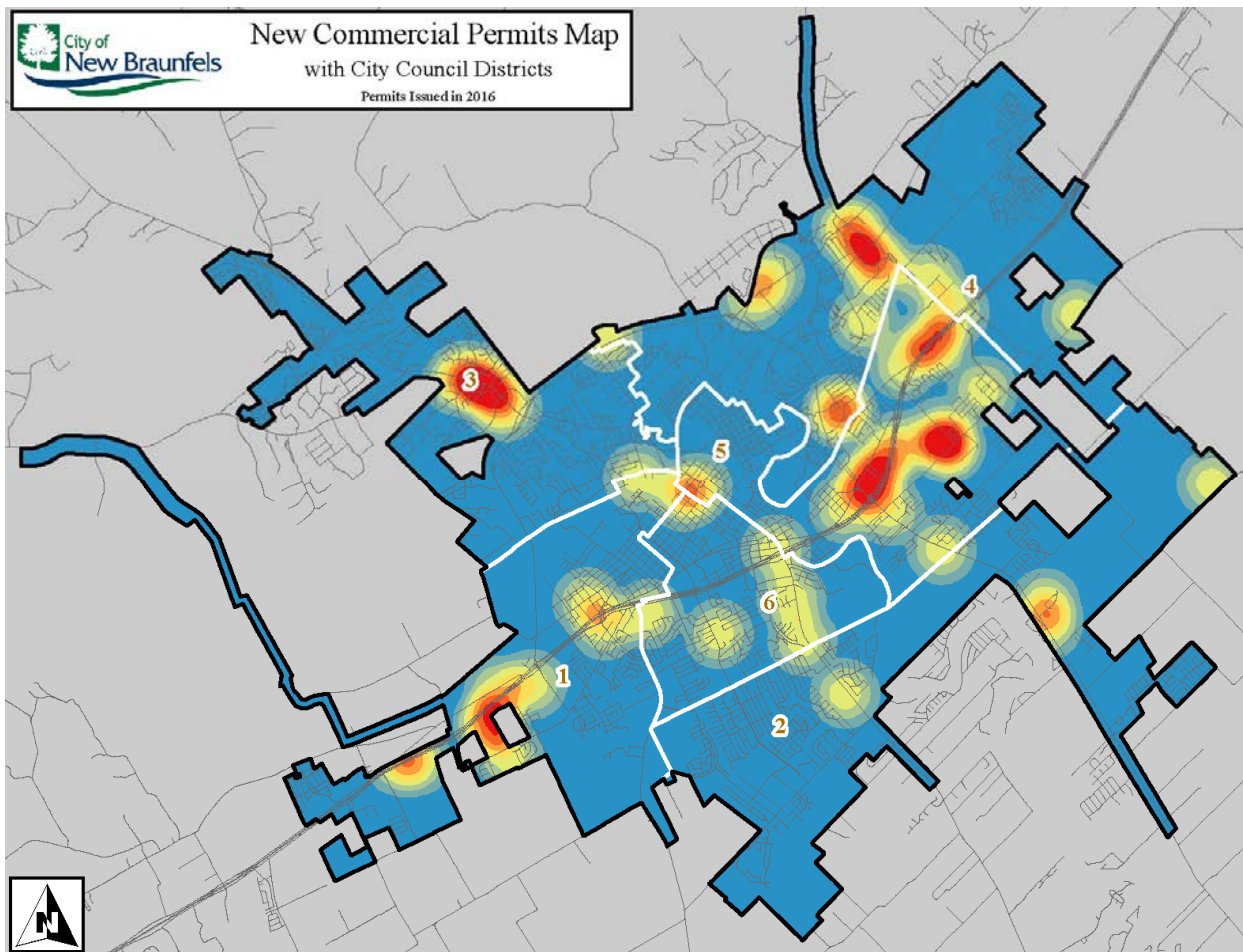 City of
New Braunfels
New Commercial Permits Map
with City Council Districts
Permits Issued in 2016
4
3
5
6
1
2
N